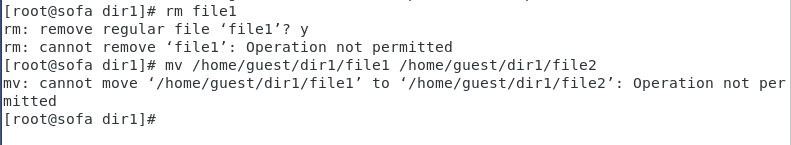 [root@sofa dir1]# rm file1
rm: remove regular file ‘file1’? y
rm: cannot remove ‘file1’: Operation not permitted
[root@sofa dir1]# mv /home/guest/dir1/file1 /home/guest/dir1/file2
mv: cannot move ‘/home/guest/dir1/file1’ to ‘/home/guest/dir1/file2’: Operation not per
mitted
[root@sofa dir1]#